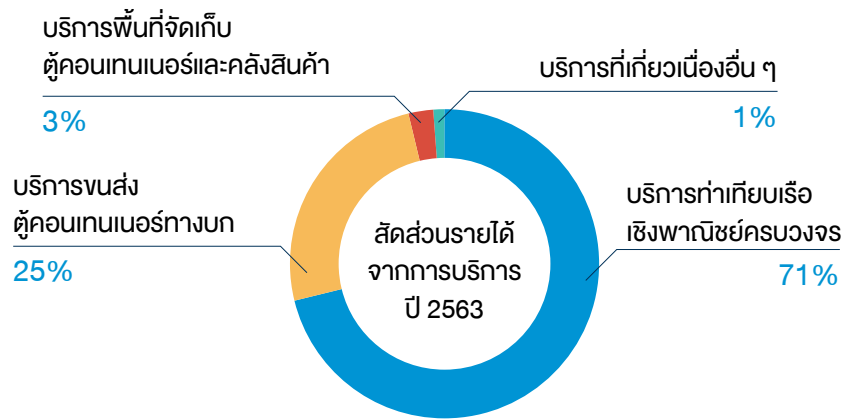 บริการพื้นที่จัดเก็บ
ตู้คอนเทนเนอร์และคลังสินค้า
3%
บริการที่เกี่ยวเนื่องอื่น ๆ
1%
บริการขนส่ง
ตู้คอนเทนเนอร์ทางบก
25%
สัดส่วนรายได้
จากการบริการ
ปี 2563
บริการท่าเทียบเรือ
เชิงพาณิชย์ครบวงจร
71%